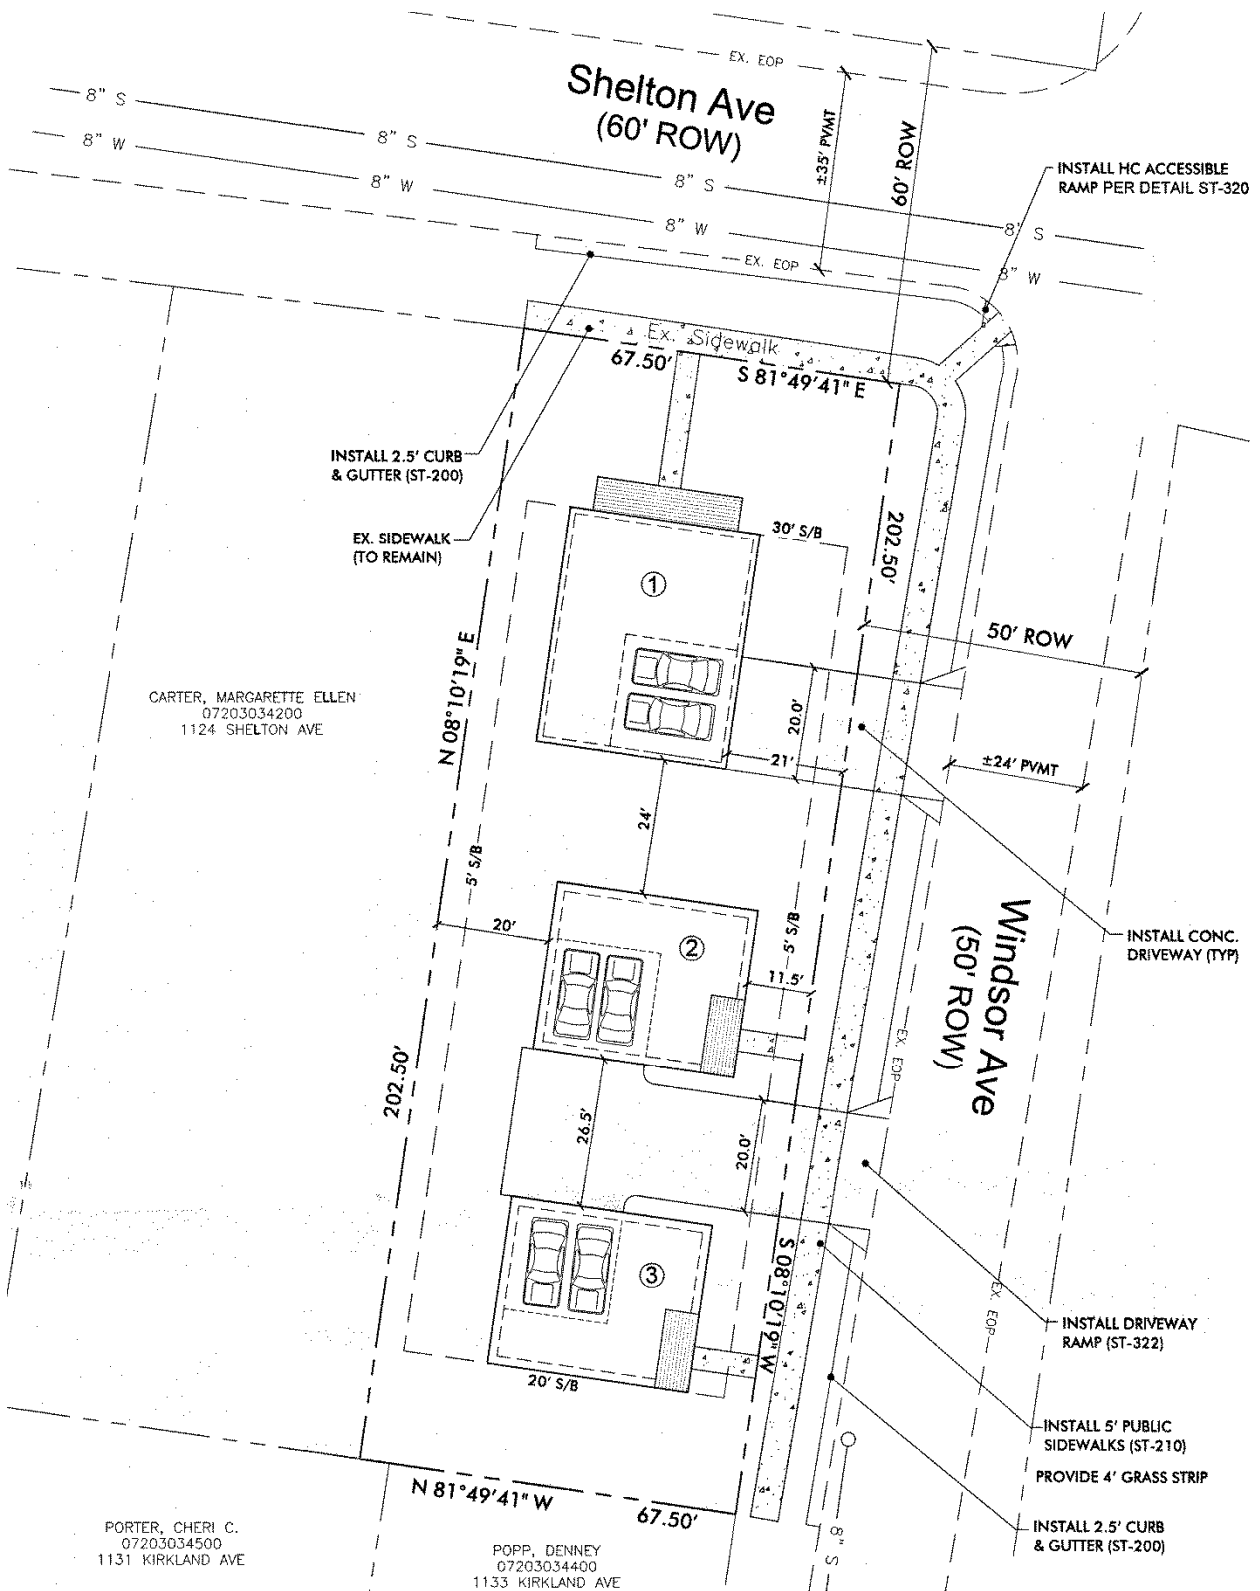 EX. EOP
Shelton Ave
(60' ROW)
±35' PVMT
60' ROW
8" S
8" S
8" S
8' S
8" W
8" W
8" W
8" W
INSTALL HC ACCESSIBLE
RAMP PER DETAIL ST-320
EX. EOP
Ex. Sidewalk
67.50'
S 81°49'41" E
INSTALL 2.5' CURB
& GUTTER (ST-200)
EX. SIDEWALK
(TO REMAIN)
30' S/B
202.50'
1
50' ROW
N 08°10'19" E
CARTER, MARGARETTE ELLEN
07203034200
1124 SHELTON AVE
20.0'
21'
±24' PVMT
24'
5' S/B
20'
2
5' S/B
11.5'
Windsor Ave
(50' ROW)
INSTALL CONC.
DRIVEWAY (TYP)
EX. EOP
202.50'
26.5'
20.0'
3
S 08°10'19" W
EX. EOP
INSTALL DRIVEWAY
RAMP (ST-322)
20' S/B
INSTALL 5' PUBLIC
SIDEWALKS (ST-210)
PROVIDE 4' GRASS STRIP
N 81°49'41" W
67.50'
INSTALL 2.5' CURB
& GUTTER (ST-200)
8" S
PORTER, CHERI C.
07203034500
1131 KIRKLAND AVE
POPP, DENNEY
07203034400
1133 KIRKLAND AVE